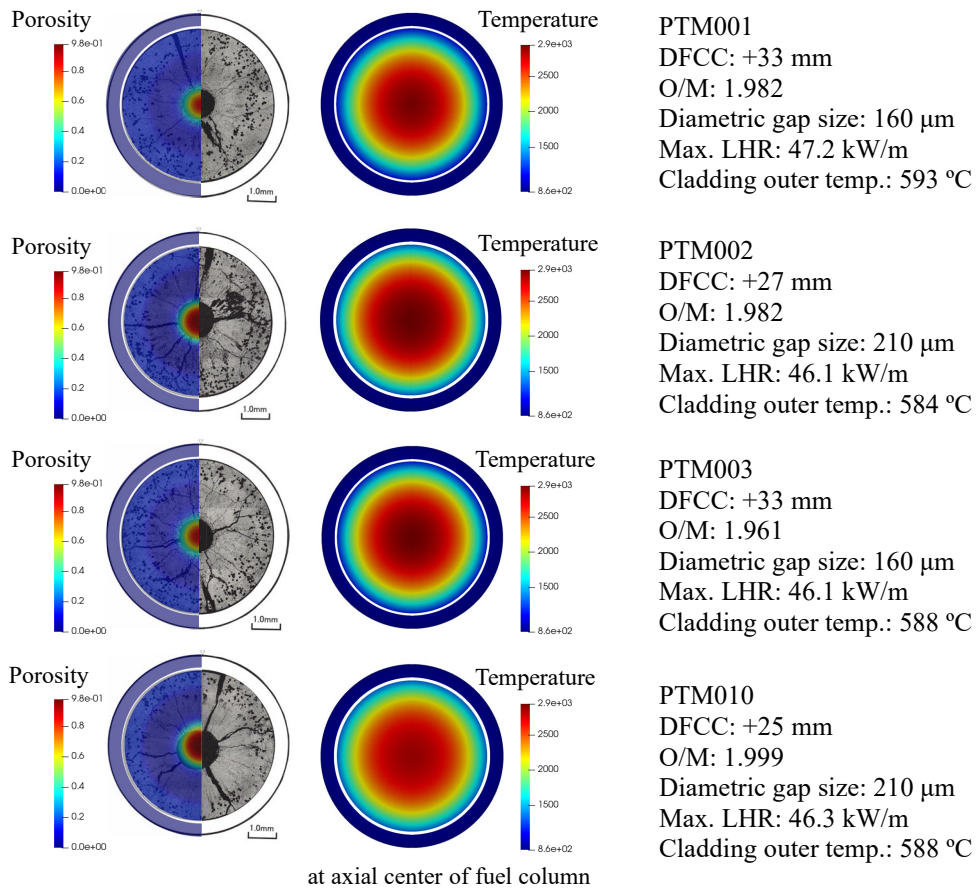 Porosity
9.8e-01
0.8
0.6
0.4
0.2
0.0e+00
1.0mm
Temperature
2.9e+03
2500
2000
1500
8.6e+02
PTM001
DFCC: +33 mm
O/M: 1.982
Diametric gap size: 160 μm
Max. LHR: 47.2 kW/m
Cladding outer temp.: 593 ºC
Porosity
9.8e-01
0.8
0.6
0.4
0.2
0.0e+00
1.0mm
Temperature
2.9e+03
2500
2000
1500
8.6e+02
PTM002
DFCC: +27 mm
O/M: 1.982
Diametric gap size: 210 μm
Max. LHR: 46.1 kW/m
Cladding outer temp.: 584 ºC
Porosity
9.8e-01
0.8
0.6
0.4
0.2
0.0e+00
1.0mm
Temperature
2.9e+03
2500
2000
1500
8.6e+02
PTM003
DFCC: +33 mm
O/M: 1.961
Diametric gap size: 160 μm
Max. LHR: 46.1 kW/m
Cladding outer temp.: 588 ºC
Porosity
9.8e-01
0.8
0.6
0.4
0.2
0.0e+00
1.0mm
Temperature
2.9e+03
2500
2000
1500
8.6e+02
PTM010
DFCC: +25 mm
O/M: 1.999
Diametric gap size: 210 μm
Max. LHR: 46.3 kW/m
Cladding outer temp.: 588 ºC
at axial center of fuel column